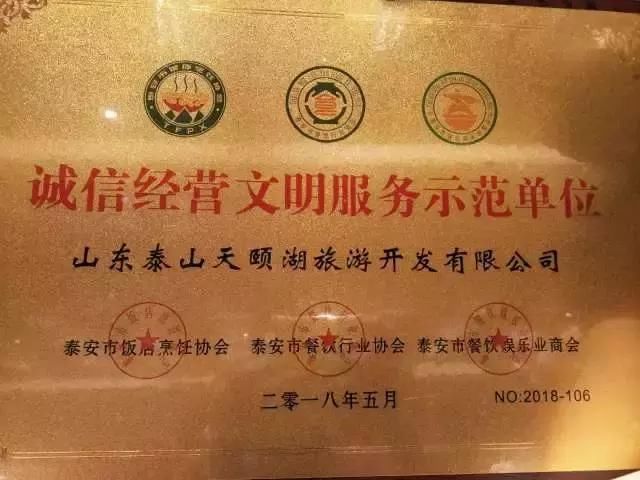 TFPX
诚信经营文明服务示范单位
山东泰山天颐湖旅游开发有限公司
泰安市饭店烹饪协会 泰安市餐饮行业协会 泰安市餐饮娱乐业商会
二零一八年五月 NO:2018-106